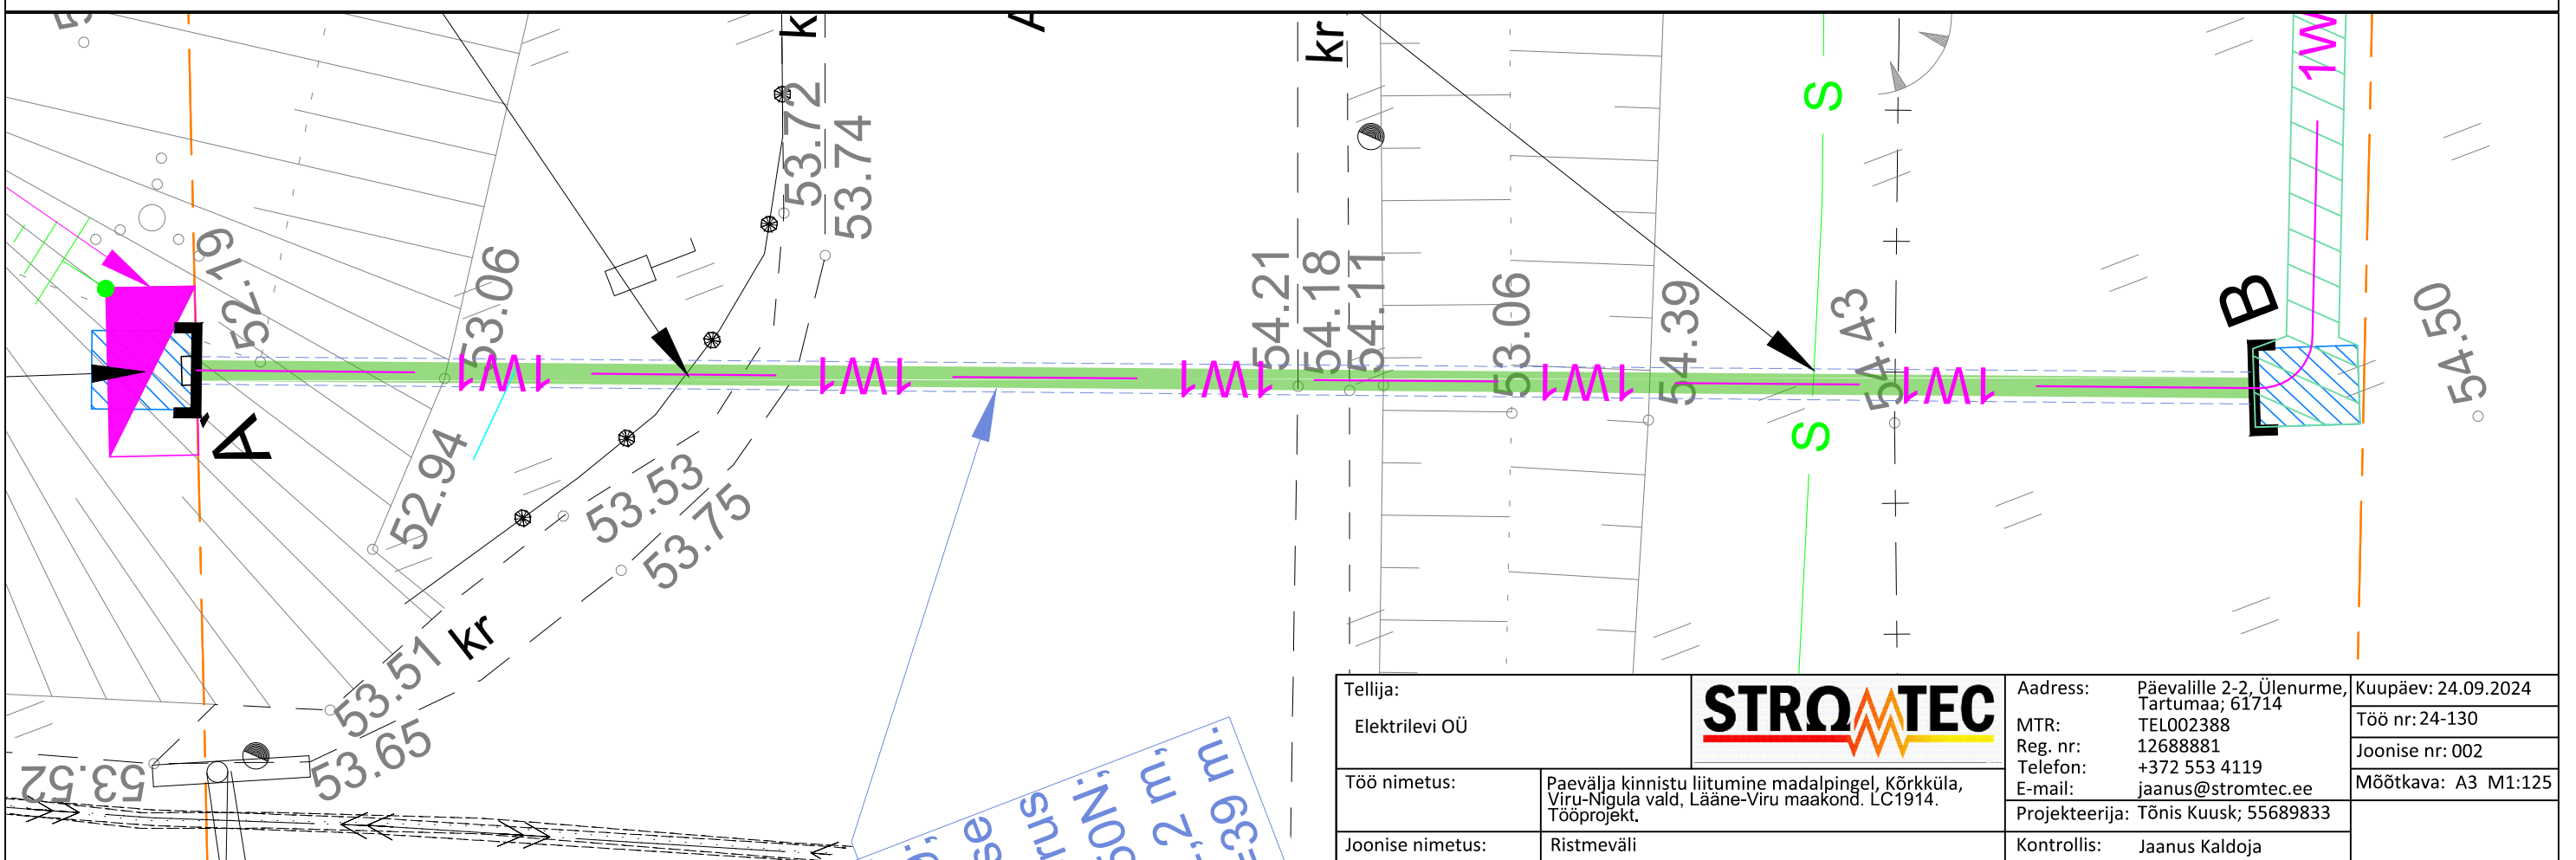 kr
kr
1W
53.72
53.74
S
52.19
53.06
54.21
54.18
54.11
53.06
54.39
54.43
B
54.50
1W1
1W1
1W1
1W1
1W1
A
52.94
S
53.53
53.75
kr
53.51
53.65
53.52
50N;
2 m,
39 m.
Tellija:
Elektrilevi OÜ
STROMTEC
Töö nimetus:
Paevälja kinnistu liitumine madalpingel, Kõrkküla,
Viru-Nigula vald, Lääne-Viru maakond. LC1914.
Tööprojekt.
Joonise nimetus:
Ristmeväli
Aadress: Päevalille 2-2, Ülenurme,
Tartumaa; 61714
MTR: TEL002388
Reg. nr: 12688881
Telefon: +372 553 4119
E-mail: jaanus@stromtec.ee
Projekteerija: Tõnis Kuusk; 55689833
Kontrollis: Jaanus Kaldoja
Kuupäev: 24.09.2024
Töö nr: 24-130
Joonise nr: 002
Mõõtkava: A3 M1:125